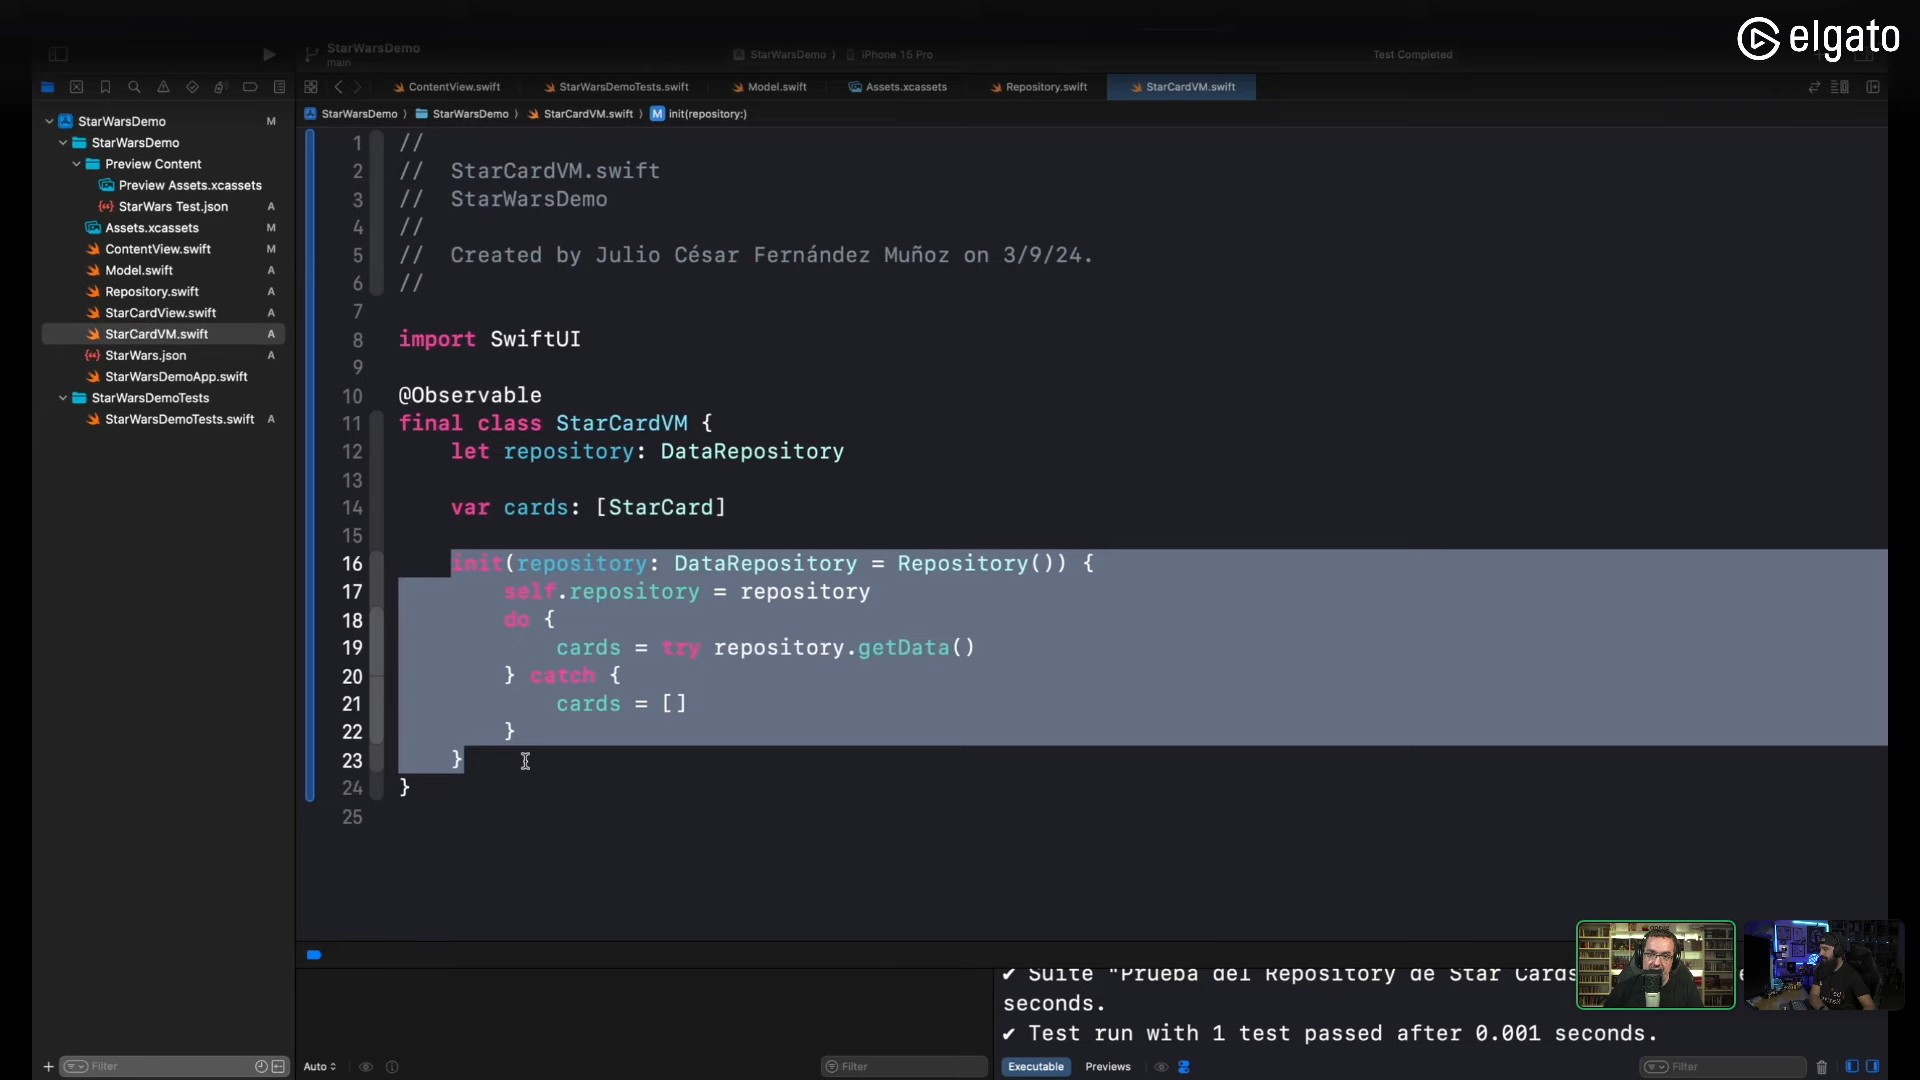 elgato
StarWarsDemo
main
StarWarsDemo
iPhone 15 Pro
Test Completed
ContentView.swift
StarWarsDemoTests.swift
Model.swift
Assets.xcassets
Repository.swift
StarCardVM.swift
StarWarsDemo
StarWarsDemo
StarCardVM.swift
M init(repository:)
StarWarsDemo M
StarWarsDemo
Preview Content
Preview Assets.xcassets
StarWars Test.json A
Assets.xcassets M
ContentView.swift M
Model.swift A
Repository.swift A
StarCardView.swift A
StarCardVM.swift A
StarWars.json A
StarWarsDemoApp.swift
StarWarsDemoTests
StarWarsDemoTests.swift A
1 //
2 // StarCardVM.swift
3 // StarWarsDemo
4 //
5 // Created by Julio César Fernández Muñoz on 3/9/24.
6 //
7
8 import SwiftUI
9
10 @Observable
11 final class StarCardVM {
12 let repository: DataRepository
13
14 var cards: [StarCard]
15
16 init(repository: DataRepository = Repository()) {
17 self.repository = repository
18 do {
19 cards = try repository.getData()
20 } catch {
21 cards = []
22 }
23 }
24 }
25
✔ Suite "Prueba del Repository de Star Cards
seconds.
✔ Test run with 1 test passed after 0.001 seconds.
Filter
Auto
Filter
Executable
Previews
Filter